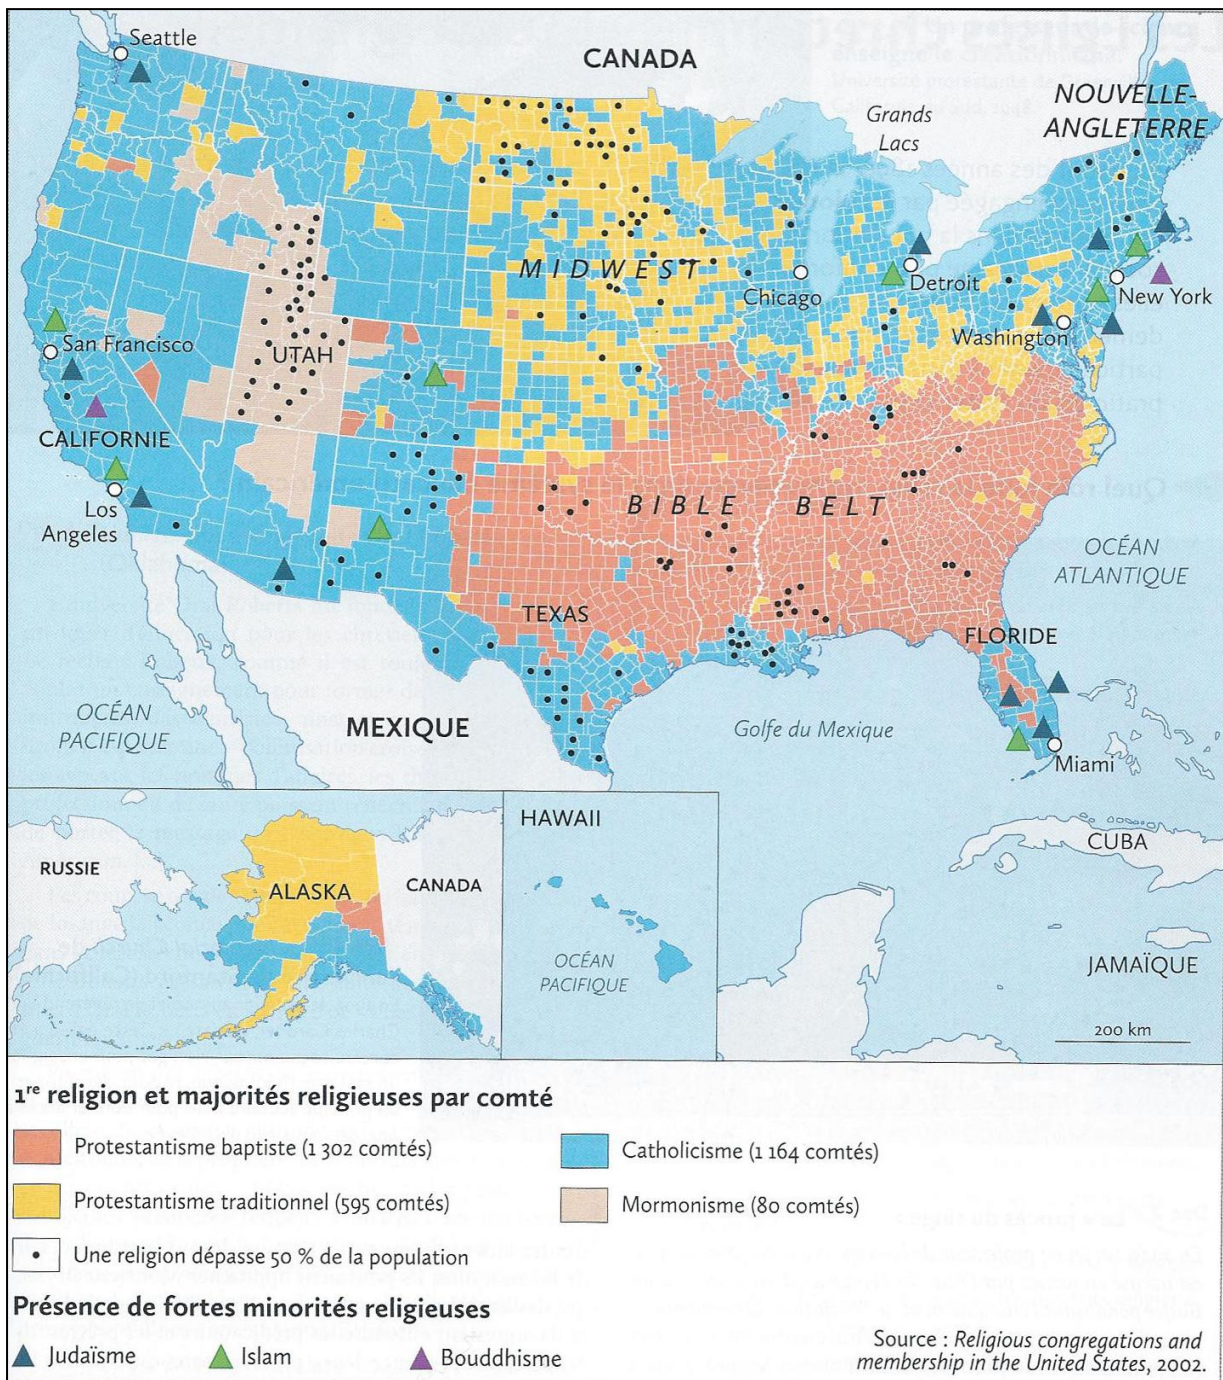 Seattle
CANADA
Grands
Lacs
NOUVELLE-
ANGLETERRE
MIDWEST
Chicago
Detroit
New York
Washington
San Francisco
UTAH
CALIFORNIE
Los
Angeles
BIBLE BELT
OCÉAN
ATLANTIQUE
TEXAS
FLORIDE
OCÉAN
PACIFIQUE
MEXIQUE
Golfe du Mexique
Miami
RUSSIE
ALASKA
CANADA
HAWAII
OCÉAN
PACIFIQUE
CUBA
JAMAÏQUE
200 km
1re religion et majorités religieuses par comté
Protestantisme baptiste (1 302 comtés)
Catholicisme (1 164 comtés)
Protestantisme traditionnel (595 comtés)
Mormonisme (80 comtés)
Une religion dépasse 50 % de la population
Présence de fortes minorités religieuses
Judaïsme
Islam
Bouddhisme
Source : Religious congregations and
membership in the United States, 2002.